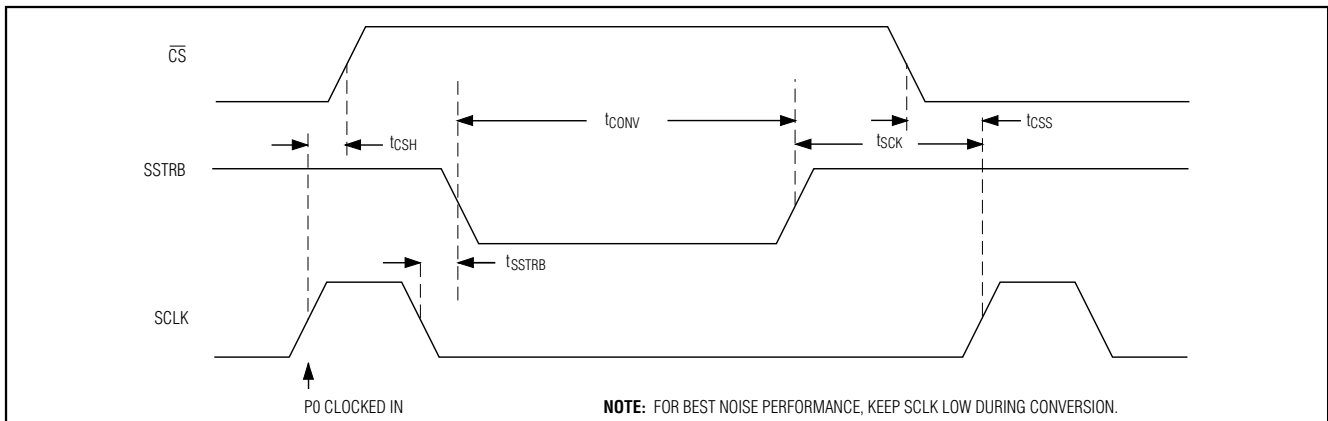 C̅S̅
tCONV
tCSS
tCSH
tSCK
SSTRB
tSSTRB
SCLK
P0 CLOCKED IN
NOTE: FOR BEST NOISE PERFORMANCE, KEEP SCLK LOW DURING CONVERSION.